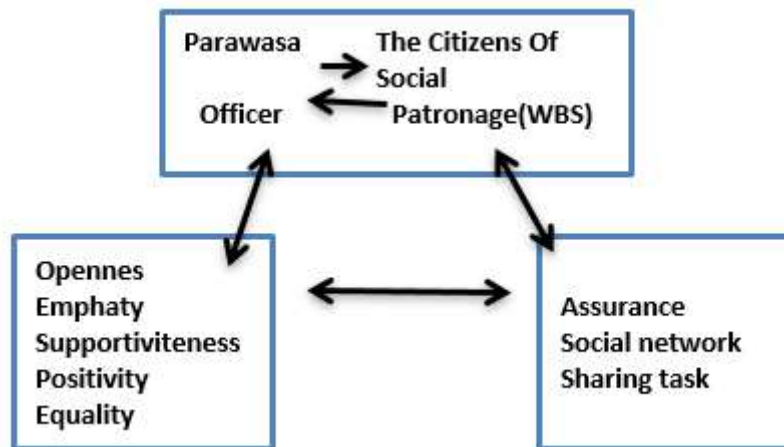 Parawasa
The Citizens Of
Social
Officer
Patronage(WBS)
Opennes
Emphaty
Supportiviteness
Positivity
Equality
Assurance
Social network
Sharing task